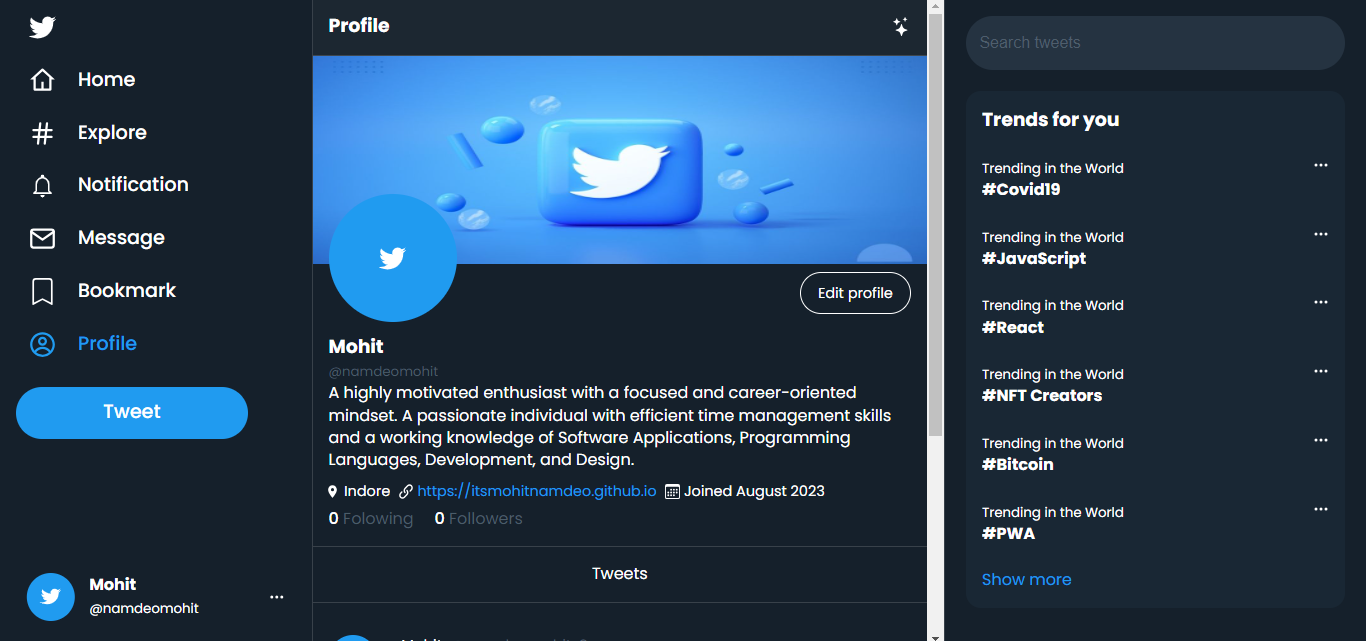 Home
Explore
Notification
Message
Bookmark
Profile
Tweet
Mohit
@namdeomohit
Profile
Edit profile
Mohit
@namdeomohit
A highly motivated enthusiast with a focused and career-oriented
mindset. A passionate individual with efficient time management skills
and a working knowledge of Software Applications, Programming
Languages, Development, and Design.
Indore https://itsmohitnamdeo.github.io Joined August 2023
0 Folowing 0 Followers
Tweets
Search tweets
Trends for you
Trending in the World
#Covid19
Trending in the World
#JavaScript
Trending in the World
#React
Trending in the World
#NFT Creators
Trending in the World
#Bitcoin
Trending in the World
#PWA
Show more